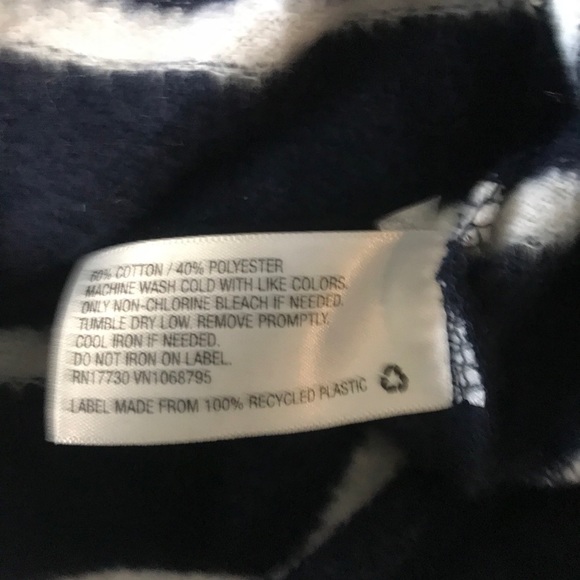 60% COTTON / 40% POLYESTER
MACHINE WASH COLD WITH LIKE COLORS.
ONLY NON-CHLORINE BLEACH IF NEEDED.
TUMBLE DRY LOW. REMOVE PROMPTLY.
COOL IRON IF NEEDED.
DO NOT IRON ON LABEL.
RN17730 VN1068795
LABEL MADE FROM 100% RECYCLED PLASTIC